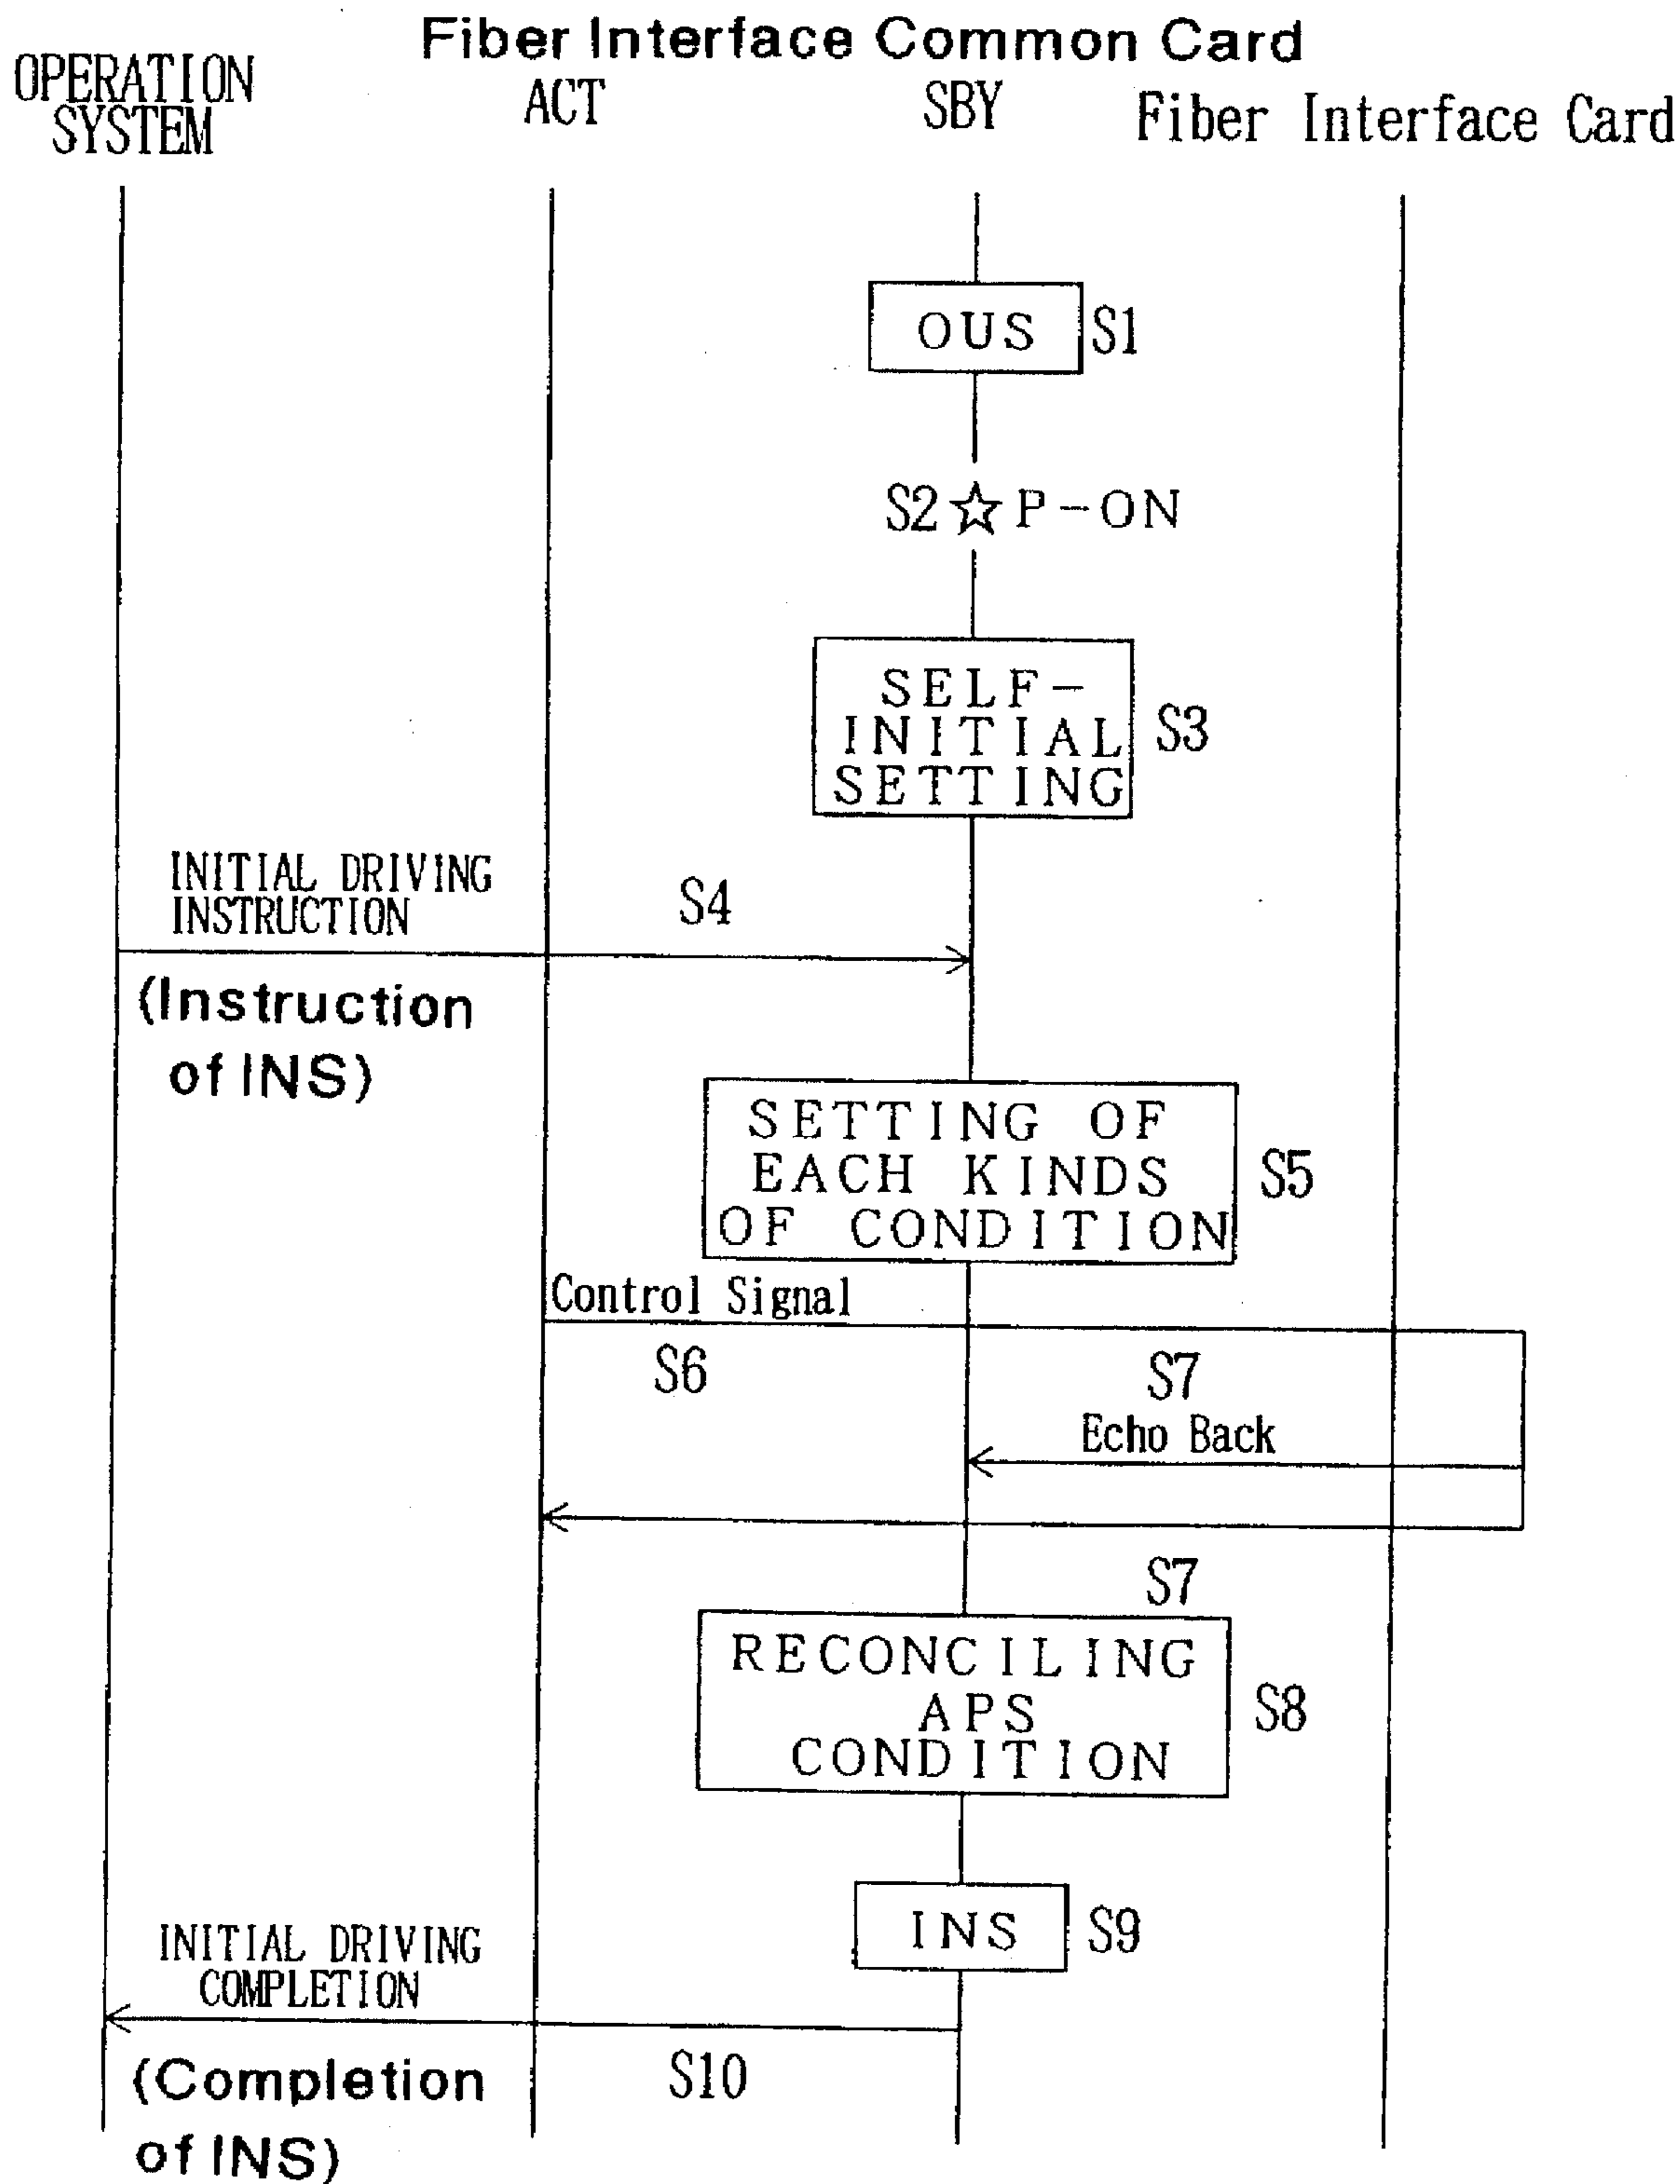 Fiber Interface Common Card
OPERATION
SYSTEM
ACT
SBY
Fiber Interface Card
OUS
S1
S2 ☆ P-ON
SELF-
INITIAL
SETTING
S3
INITIAL DRIVING
INSTRUCTION
S4
(Instruction
of INS)
SETTING OF
EACH KINDS
OF CONDITION
S5
Control Signal
S6
S7
Echo Back
S7
RECONCILING
APS
CONDITION
S8
INS
S9
INITIAL DRIVING
COMPLETION
S10
(Completion
of INS)